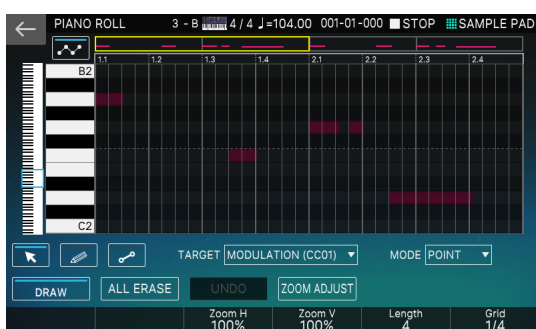 PIANO ROLL 3 - B 4 / 4 ♩=104.00 001-01-000 STOP SAMPLE PAD
1.1 1.2 1.3 1.4 2.1 2.2 2.3 2.4
B2
C2
TARGET MODULATION (CC01) ▼ MODE POINT ▼
DRAW ALL ERASE UNDO ZOOM ADJUST
Zoom H Zoom V Length Grid
100% 100% 4 1/4